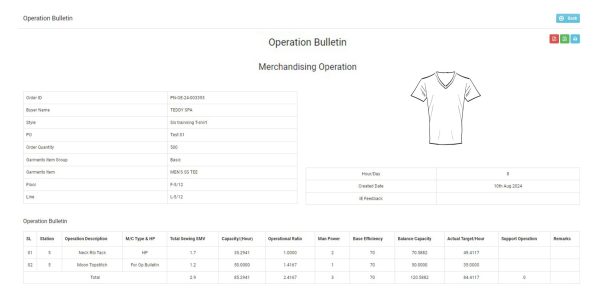 Operation Bulletin
Back
Operation Bulletin
Merchandising Operation
Order ID PN-OE-24-000393
Buyer Name TEDDY SPA
Style Six training T-shirt
PO Test 01
Order Quantity 500
Garments Item Group Basic
Garments Item MEN'S SS TEE
Floor F-5/12
Line L-5/12
Hour/Day 8
Created Date 10th Aug 2024
IE Feedback
Operation Bulletin
SL Station Operation Description M/C Type & HP Total Sewing SMV Capacity(/Hour) Operational Ratio Man Power Base Efficiency Balance Capacity Actual Target/Hour Support Operation Remarks
01 5 Neck Rib Tack HP 1.7 35.2941 1.0000 2 70 70.5882 49.4117
02 5 Moon Topstitch For Op Bulletin 1.2 50.0000 1.4167 1 70 50.0000 35.0000
Total 2.9 85.2941 2.4167 3 70 120.5882 84.4117 0